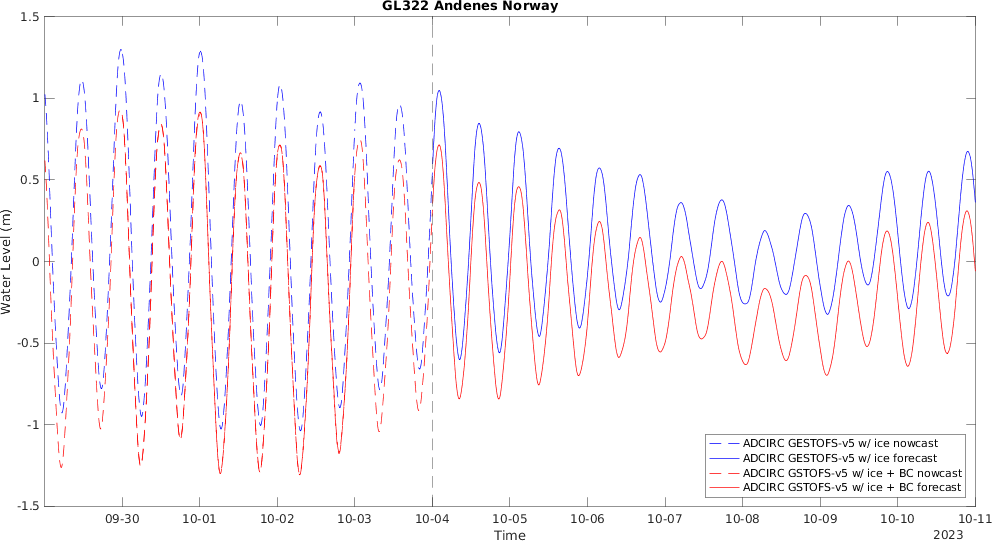 GL322 Andenes Norway
1.5
1
0.5
0
-0.5
-1
-1.5
Water Level (m)
09-30 10-01 10-02 10-03 10-04 10-05 10-06 10-07 10-08 10-09 10-10 10-11
Time
2023
ADCIRC GESTOFS-v5 w/ ice nowcast
ADCIRC GESTOFS-v5 w/ ice forecast
ADCIRC GSTOFS-v5 w/ ice + BC nowcast
ADCIRC GSTOFS-v5 w/ ice + BC forecast